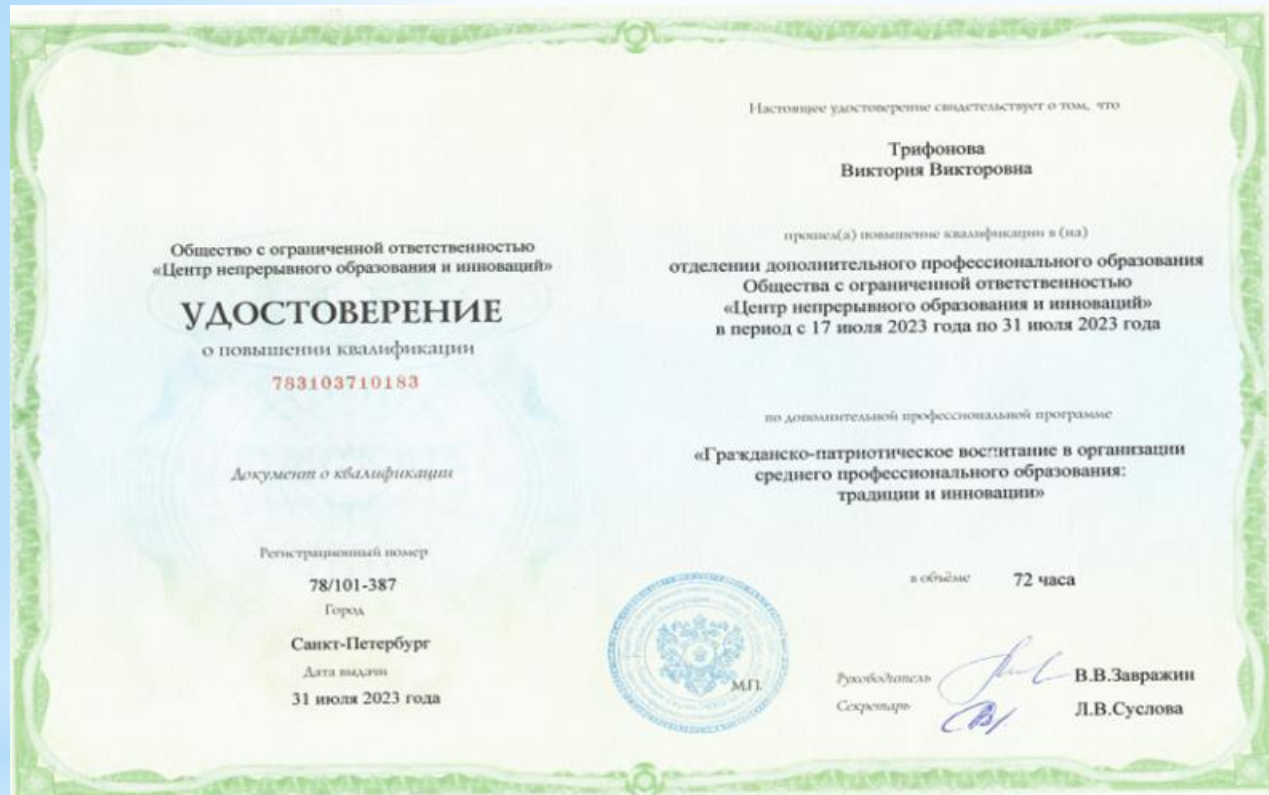 Общество с ограниченной ответственностью
«Центр непрерывного образования и инноваций»
УДОСТОВЕРЕНИЕ
о повышении квалификации
783103710183
Документ о квалификации
Регистрационный номер
78/101-387
Город
Санкт-Петербург
Дата выдачи
31 июля 2023 года
Настоящее удостоверение свидетельствует о том, что
Трифонова
Виктория Викторовна
прошел(а) повышение квалификации в (на)
отделении дополнительного профессионального образования
Общества с ограниченной ответственностью
«Центр непрерывного образования и инноваций»
в период с 17 июля 2023 года по 31 июля 2023 года
по дополнительной профессиональной программе
«Гражданско-патриотическое воспитание в организации
среднего профессионального образования:
традиции и инновации»
в объёме 72 часа
М.П.
Руководитель В.В.Завражин
Секретарь Л.В.Суслова